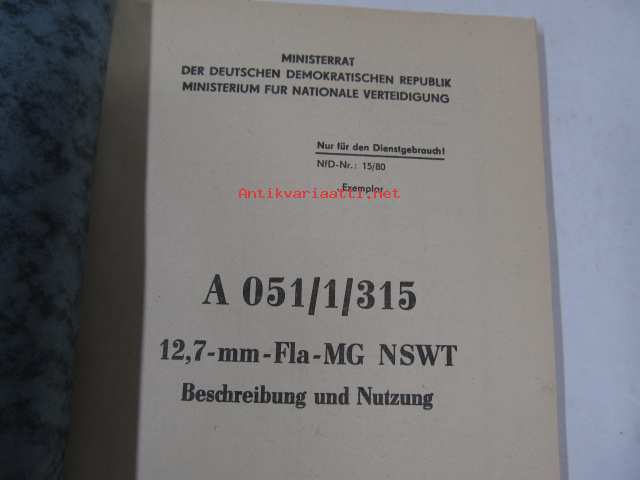 MINISTERRAT
DER DEUTSCHEN DEMOKRATISCHEN REPUBLIK
MINISTERIUM FUR NATIONALE VERTEIDIGUNG
Nur für den Dienstgebrauch!
NfD-Nr.: 15/80
Exemplar
Antikvariaatti.net
A 051/1/315
12,7-mm-Fla-MG NSWT
Beschreibung und Nutzung